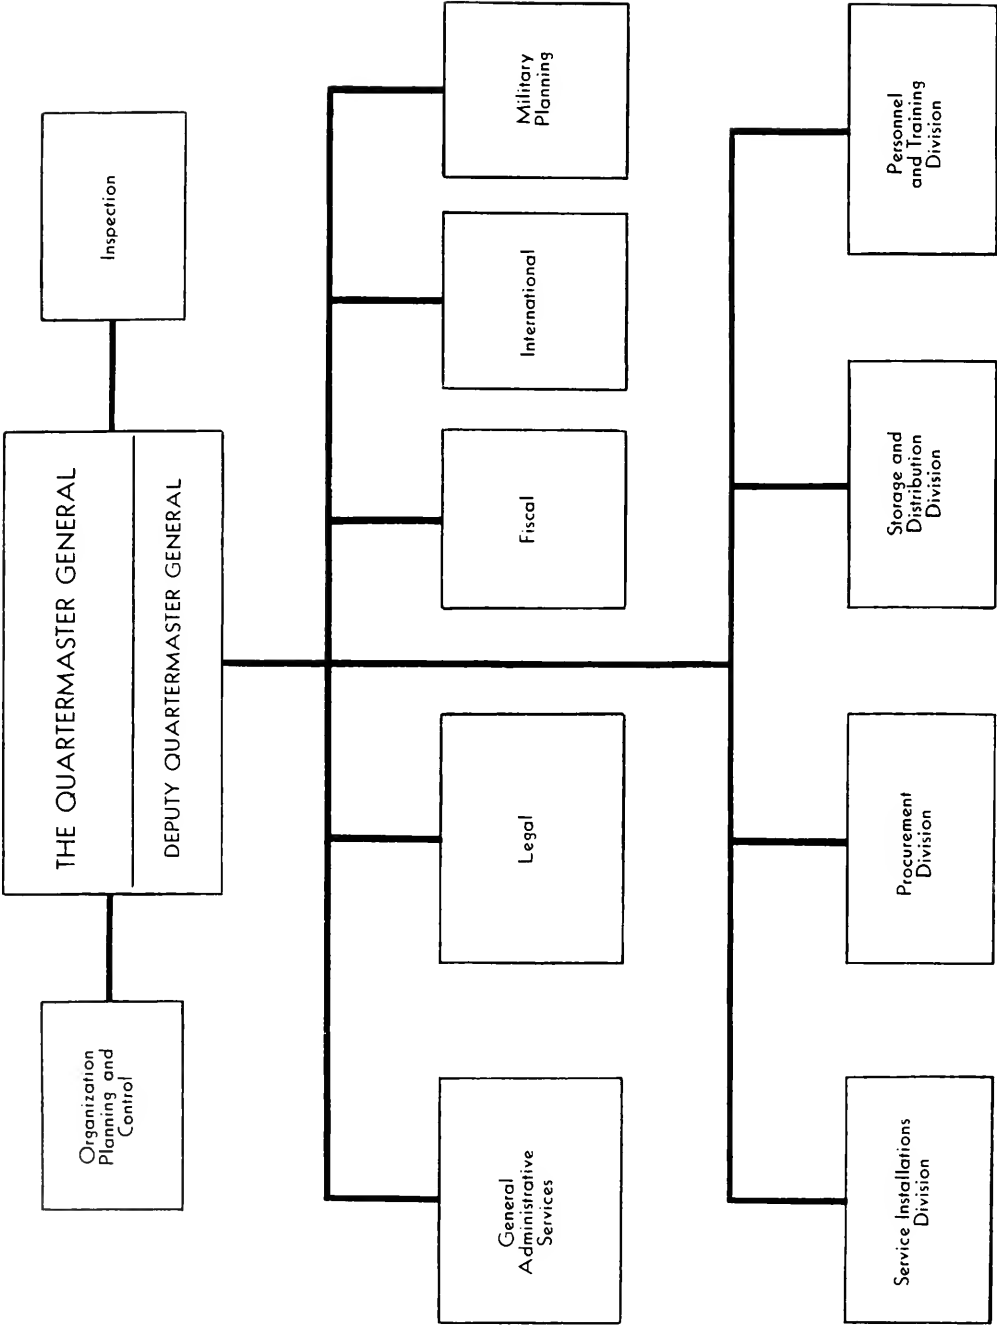 THE QUARTERMASTER GENERAL
DEPUTY QUARTERMASTER GENERAL
Organization
Planning and
Control
Inspection
General
Administrative
Services
Legal
Fiscal
International
Military
Planning
Service Installations
Division
Procurement
Division
Storage and
Distribution
Division
Personnel
and Training
Division